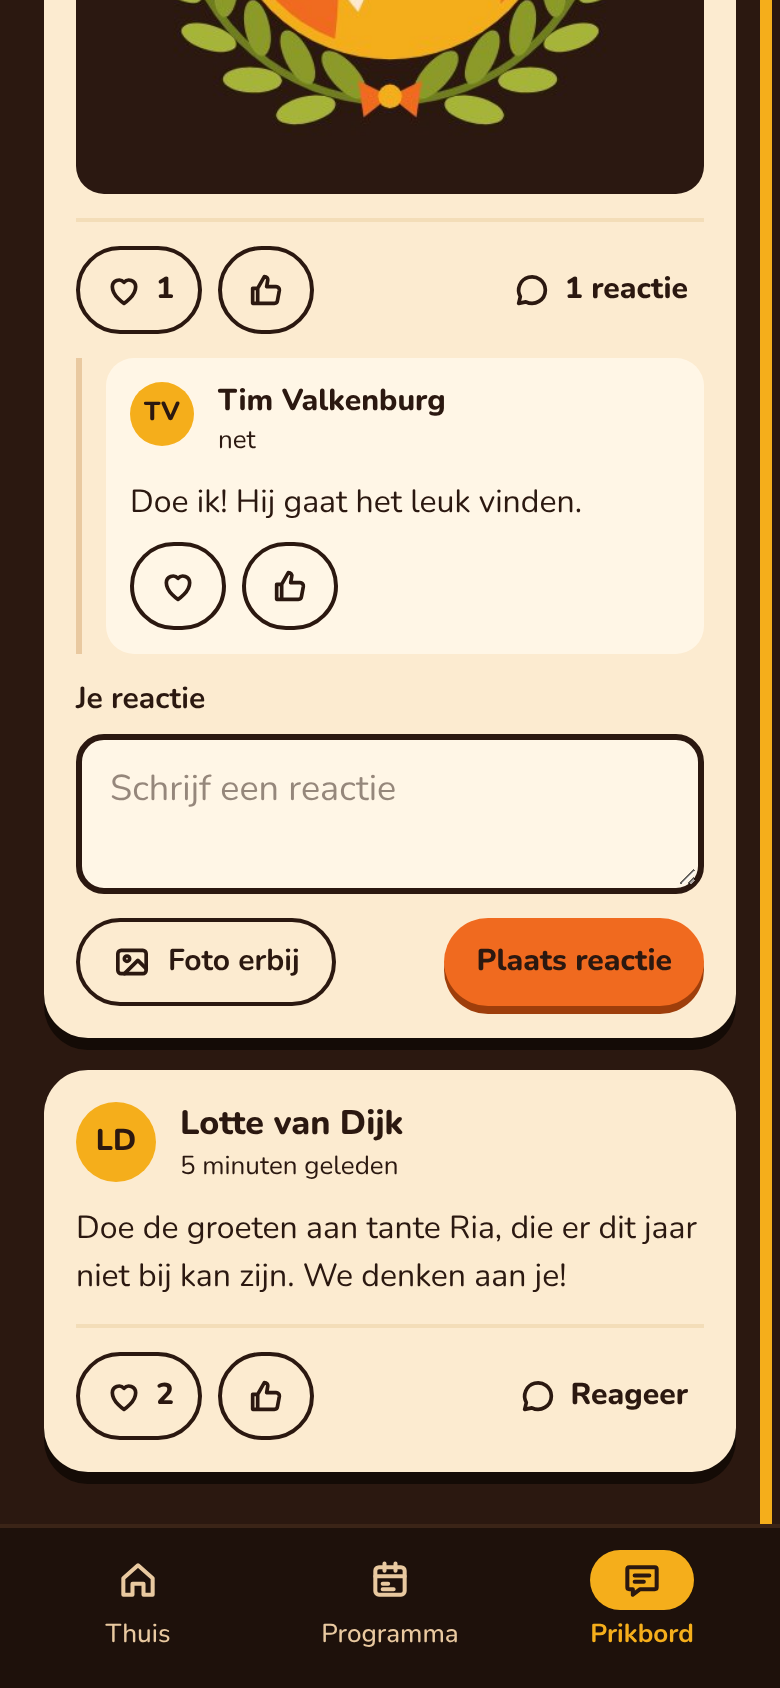 1
1 reactie
TV
Tim Valkenburg
net
Doe ik! Hij gaat het leuk vinden.
Je reactie
Schrijf een reactie
Foto erbij
Plaats reactie
LD
Lotte van Dijk
5 minuten geleden
Doe de groeten aan tante Ria, die er dit jaar
niet bij kan zijn. We denken aan je!
2
Reageer
Thuis
Programma
Prikbord